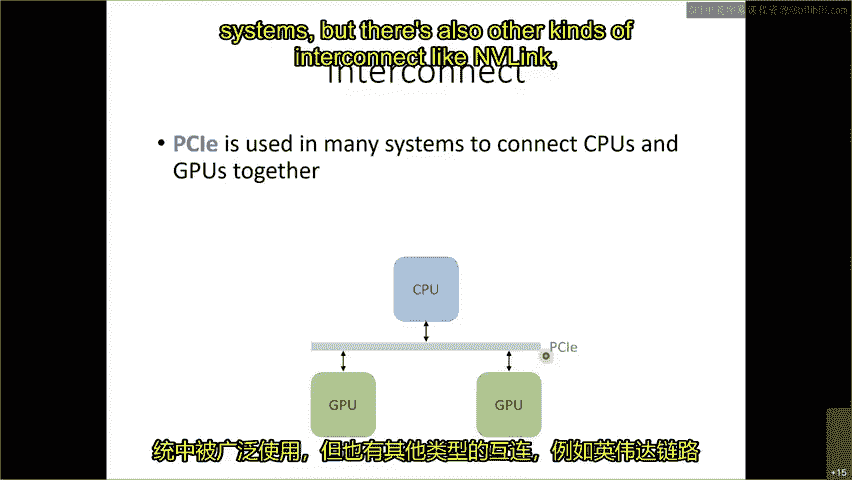 systems, but there's also other kinds of
interconnect like NVLink,
Interconnect
• PCIe is used in many systems to connect CPUs and
GPUs together
CPU
PCIe
GPU
GPU
统中被广泛使用，但也有其他类型的互连，例如英伟达链路
+15